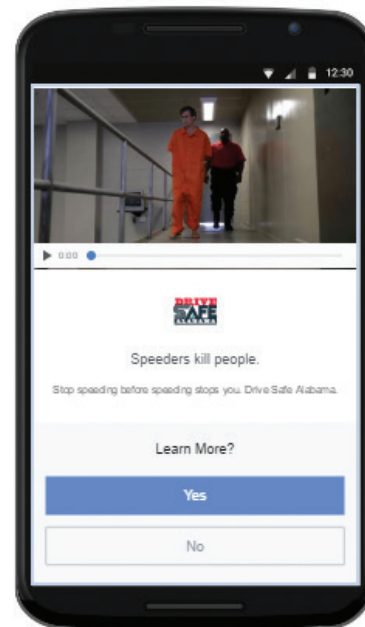 12:30
0:00
DRIVE
SAFE
ALABAMA
Speeders kill people.
Stop speeding before speeding stops you. Drive Safe Alabama.
Learn More?
Yes
No